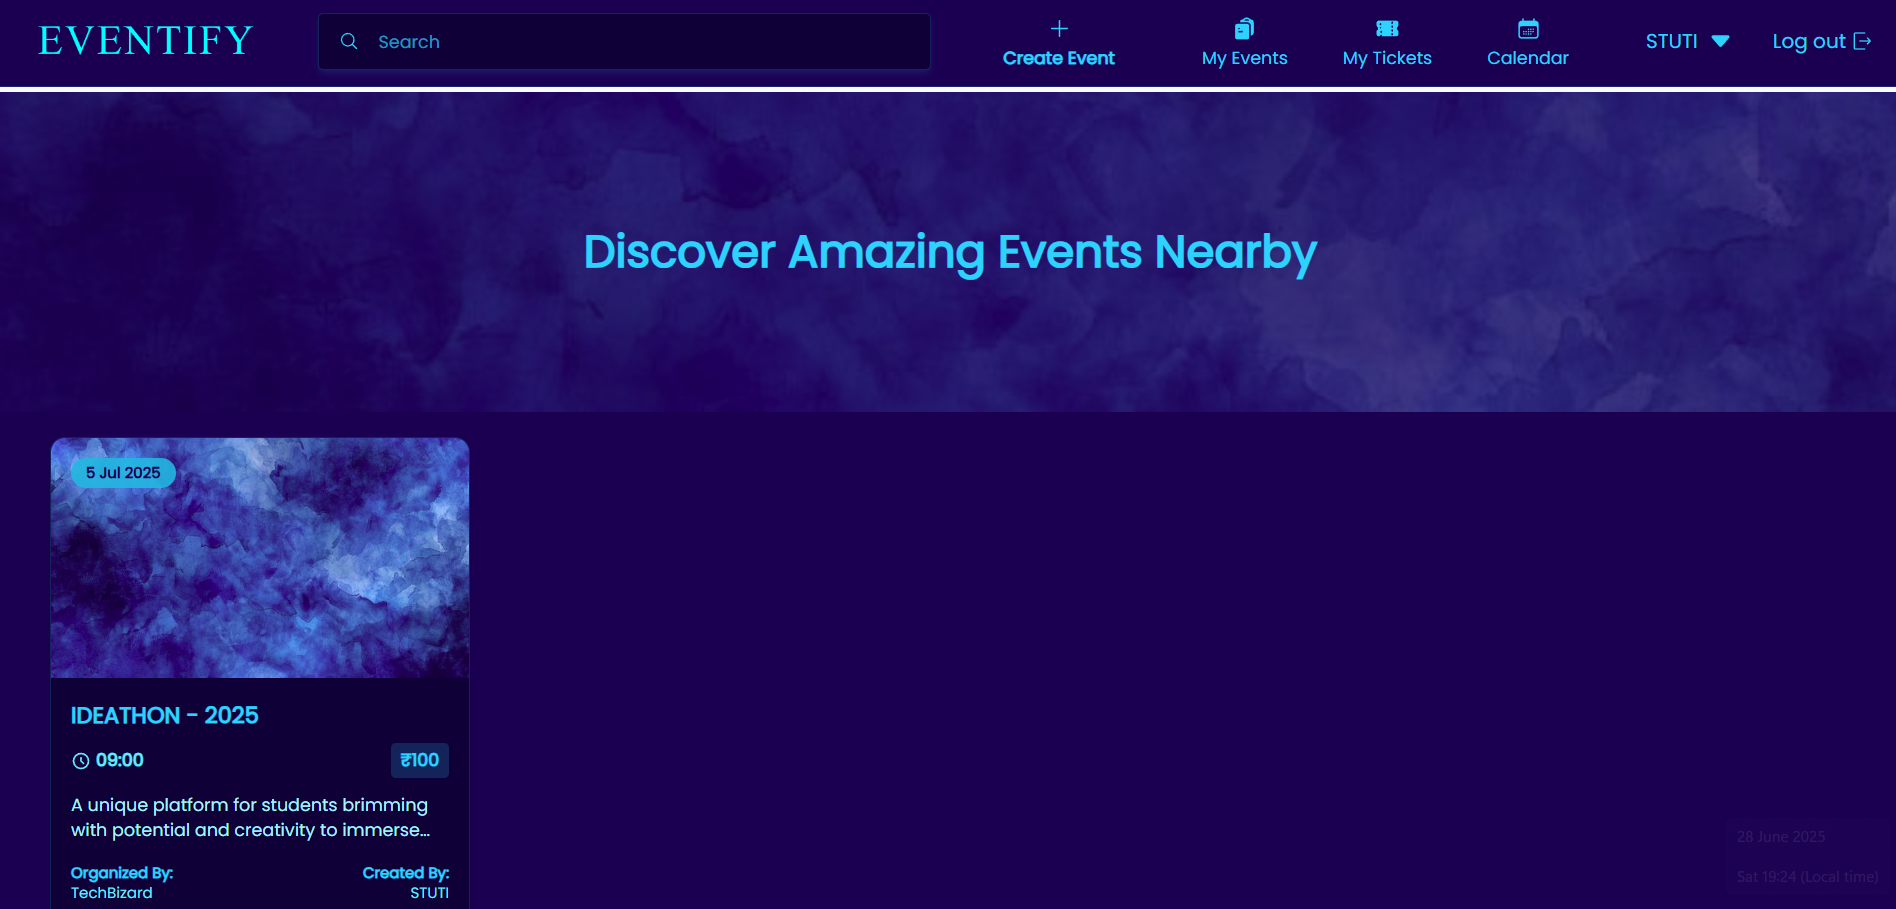 EVENTIFY
Search
Create Event
My Events
My Tickets
Calendar
STUTI
Log out
Discover Amazing Events Nearby
5 Jul 2025
IDEATHON - 2025
09:00
₹100
A unique platform for students brimming
with potential and creativity to immerse...
Organized By:
Created By:
TechBizard
STUTI
28 June 2025
Sat 19:24 (Local time)